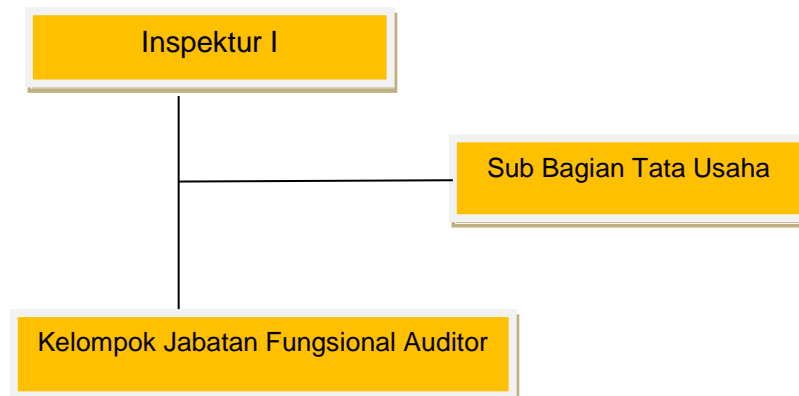 Inspektur I
Sub Bagian Tata Usaha
Kelompok Jabatan Fungsional Auditor